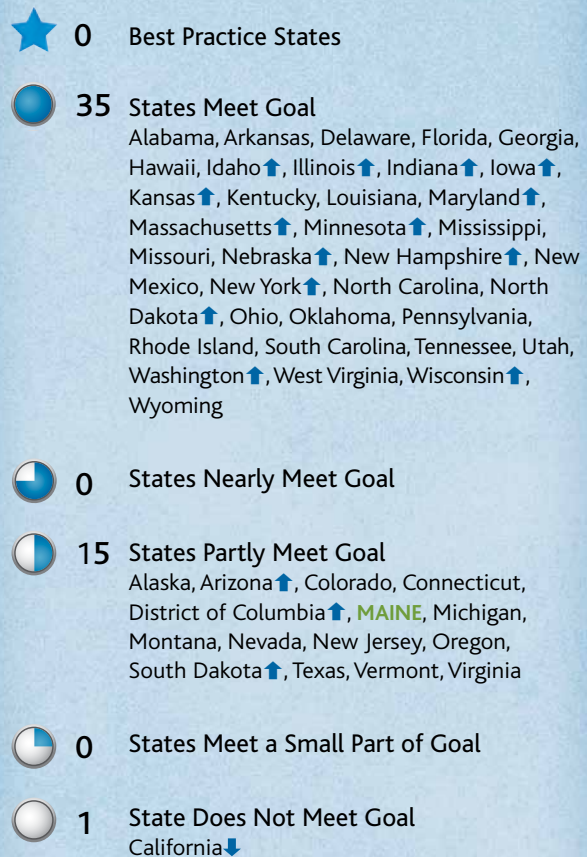 0 Best Practice States
35 States Meet Goal
Alabama, Arkansas, Delaware, Florida, Georgia,
Hawaii, Idaho⬆, Illinois⬆, Indiana⬆, Iowa⬆,
Kansas⬆, Kentucky, Louisiana, Maryland⬆,
Massachusetts⬆, Minnesota⬆, Mississippi,
Missouri, Nebraska⬆, New Hampshire⬆, New
Mexico, New York⬆, North Carolina, North
Dakota⬆, Ohio, Oklahoma, Pennsylvania,
Rhode Island, South Carolina, Tennessee, Utah,
Washington⬆, West Virginia, Wisconsin⬆,
Wyoming
0 States Nearly Meet Goal
15 States Partly Meet Goal
Alaska, Arizona⬆, Colorado, Connecticut,
District of Columbia⬆, MAINE, Michigan,
Montana, Nevada, New Jersey, Oregon,
South Dakota⬆, Texas, Vermont, Virginia
0 States Meet a Small Part of Goal
1 State Does Not Meet Goal
California⬇